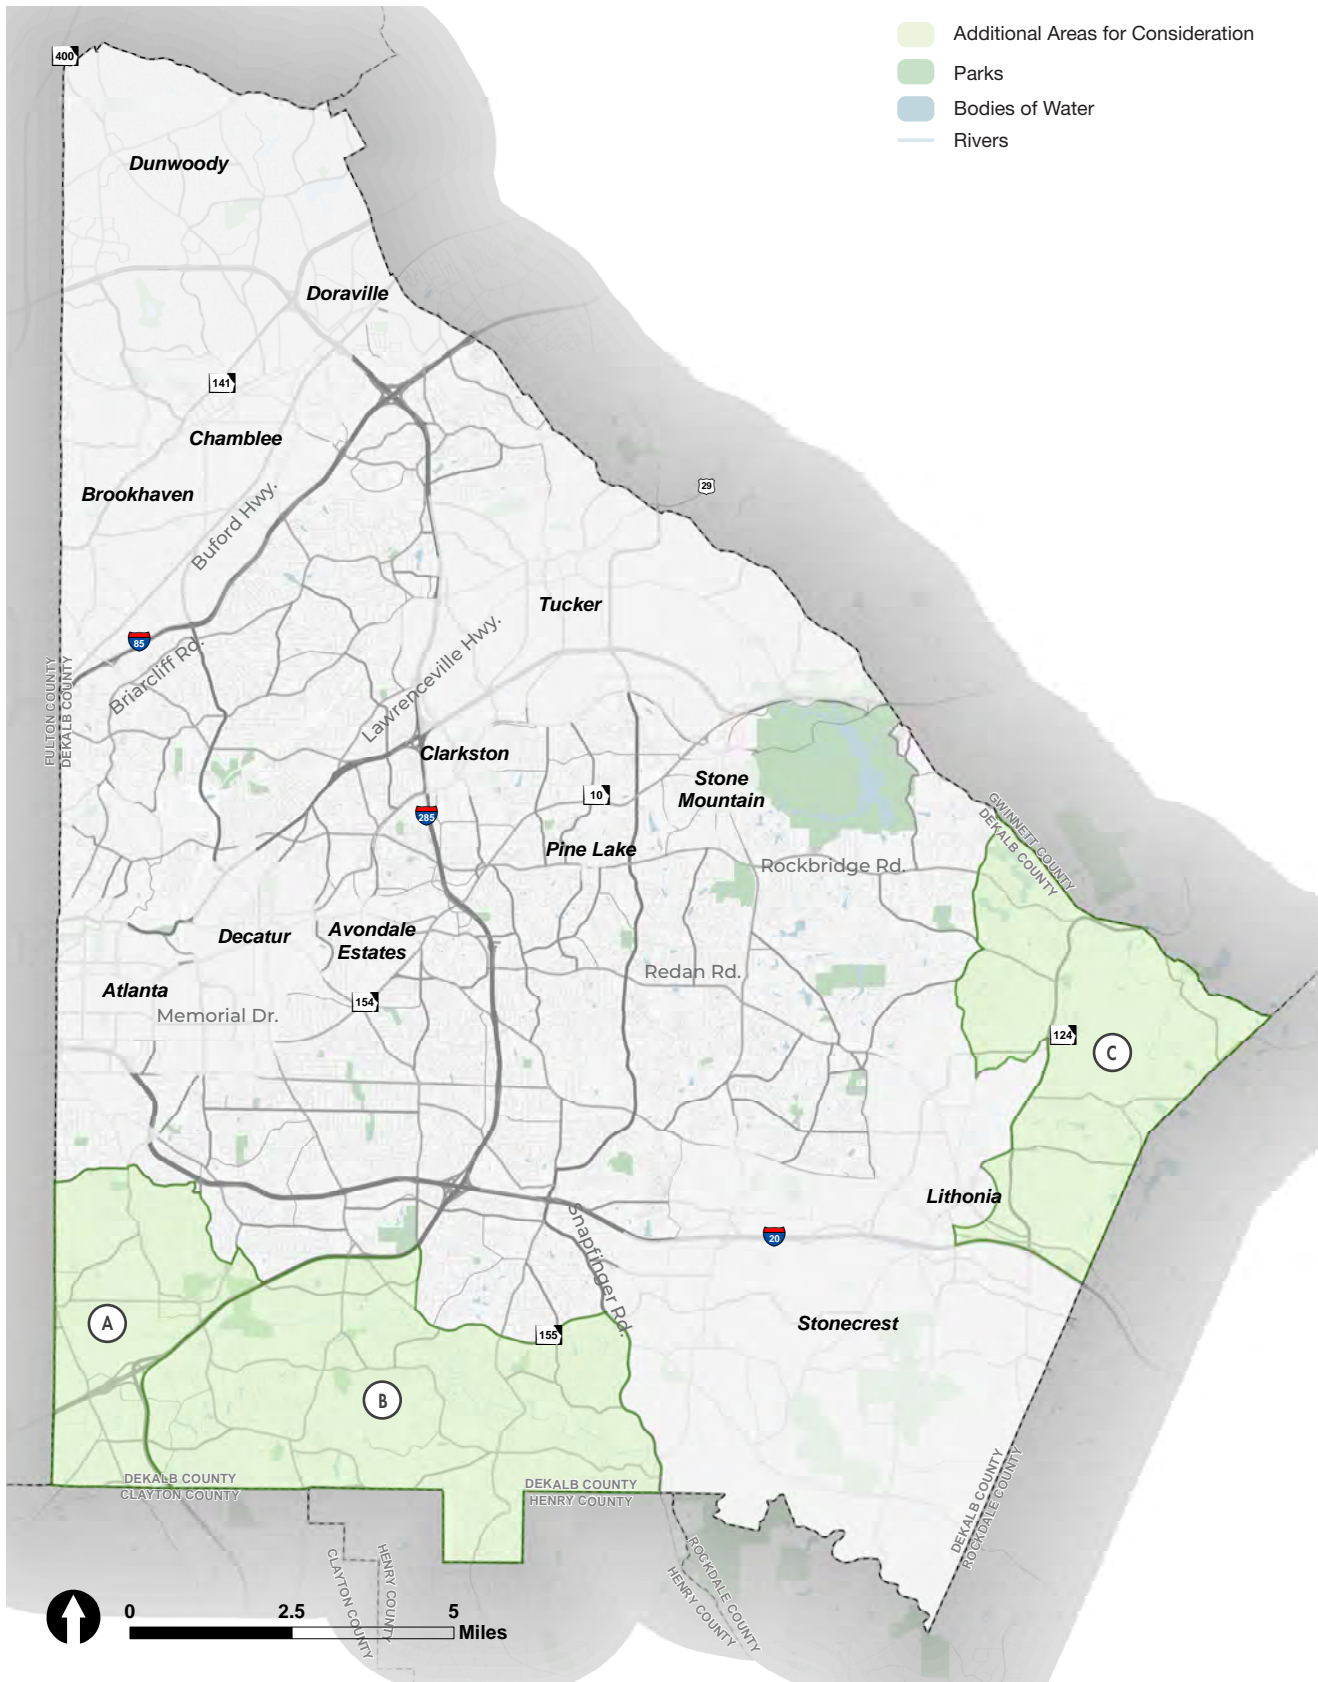 Additional Areas for Consideration
Parks
Bodies of Water
Rivers
400
Dunwoody
Doraville
141
Chamblee
Brookhaven
Buford Hwy.
29
Tucker
85
Briarcliff Rd.
Lawrenceville Hwy.
FULTON COUNTY
DEKALB COUNTY
Clarkston
Stone
Mountain
10
285
GWINNETT COUNTY
DEKALB COUNTY
Pine Lake
Rockbridge Rd.
Decatur
Avondale
Estates
Redan Rd.
Atlanta
154
Memorial Dr.
124
C
Lithonia
20
Snapfinger Rd.
A
155
Stonecrest
B
DEKALB COUNTY
CLAYTON COUNTY
DEKALB COUNTY
HENRY COUNTY
DEKALB COUNTY
ROCKDALE COUNTY
CLAYTON COUNTY
HENRY COUNTY
ROCKDALE COUNTY
HENRY COUNTY
0 2.5 5
Miles